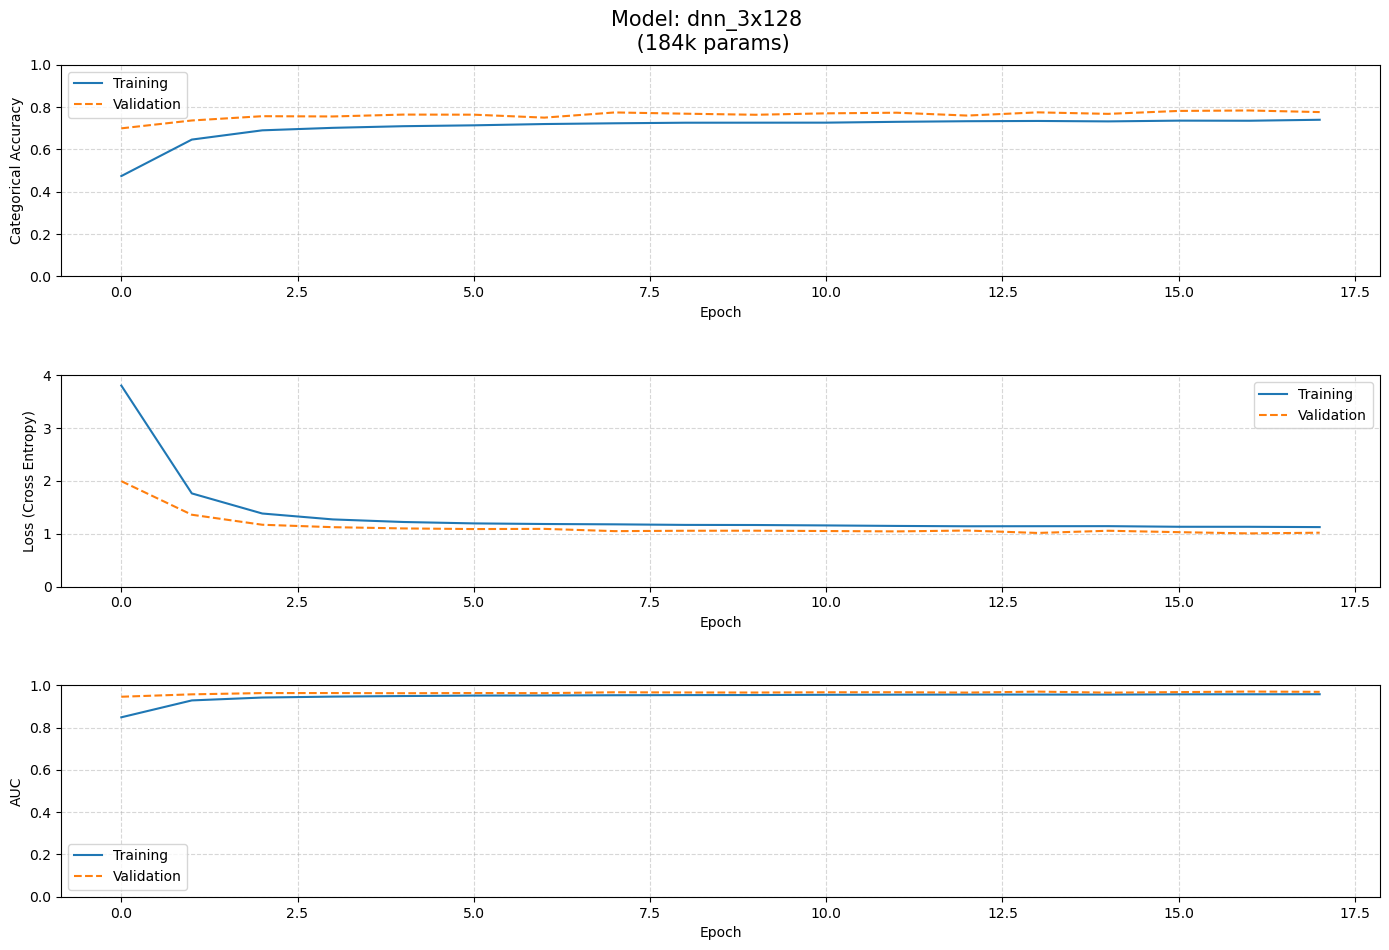 Model: dnn_3x128
(184k params)
Categorical Accuracy
1.0
0.8
0.6
0.4
0.2
0.0
Training
Validation
0.0 2.5 5.0 7.5 10.0 12.5 15.0 17.5
Epoch
Loss (Cross Entropy)
4
3
2
1
0
Training
Validation
0.0 2.5 5.0 7.5 10.0 12.5 15.0 17.5
Epoch
AUC
1.0
0.8
0.6
0.4
0.2
0.0
Training
Validation
0.0 2.5 5.0 7.5 10.0 12.5 15.0 17.5
Epoch